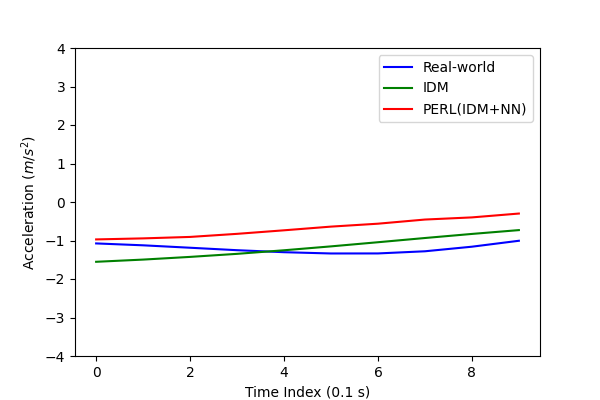 Real-world
IDM
PERL(IDM+NN)
4
3
2
1
0
−1
−2
−3
−4
Acceleration (m/s²)
0 2 4 6 8
Time Index (0.1 s)